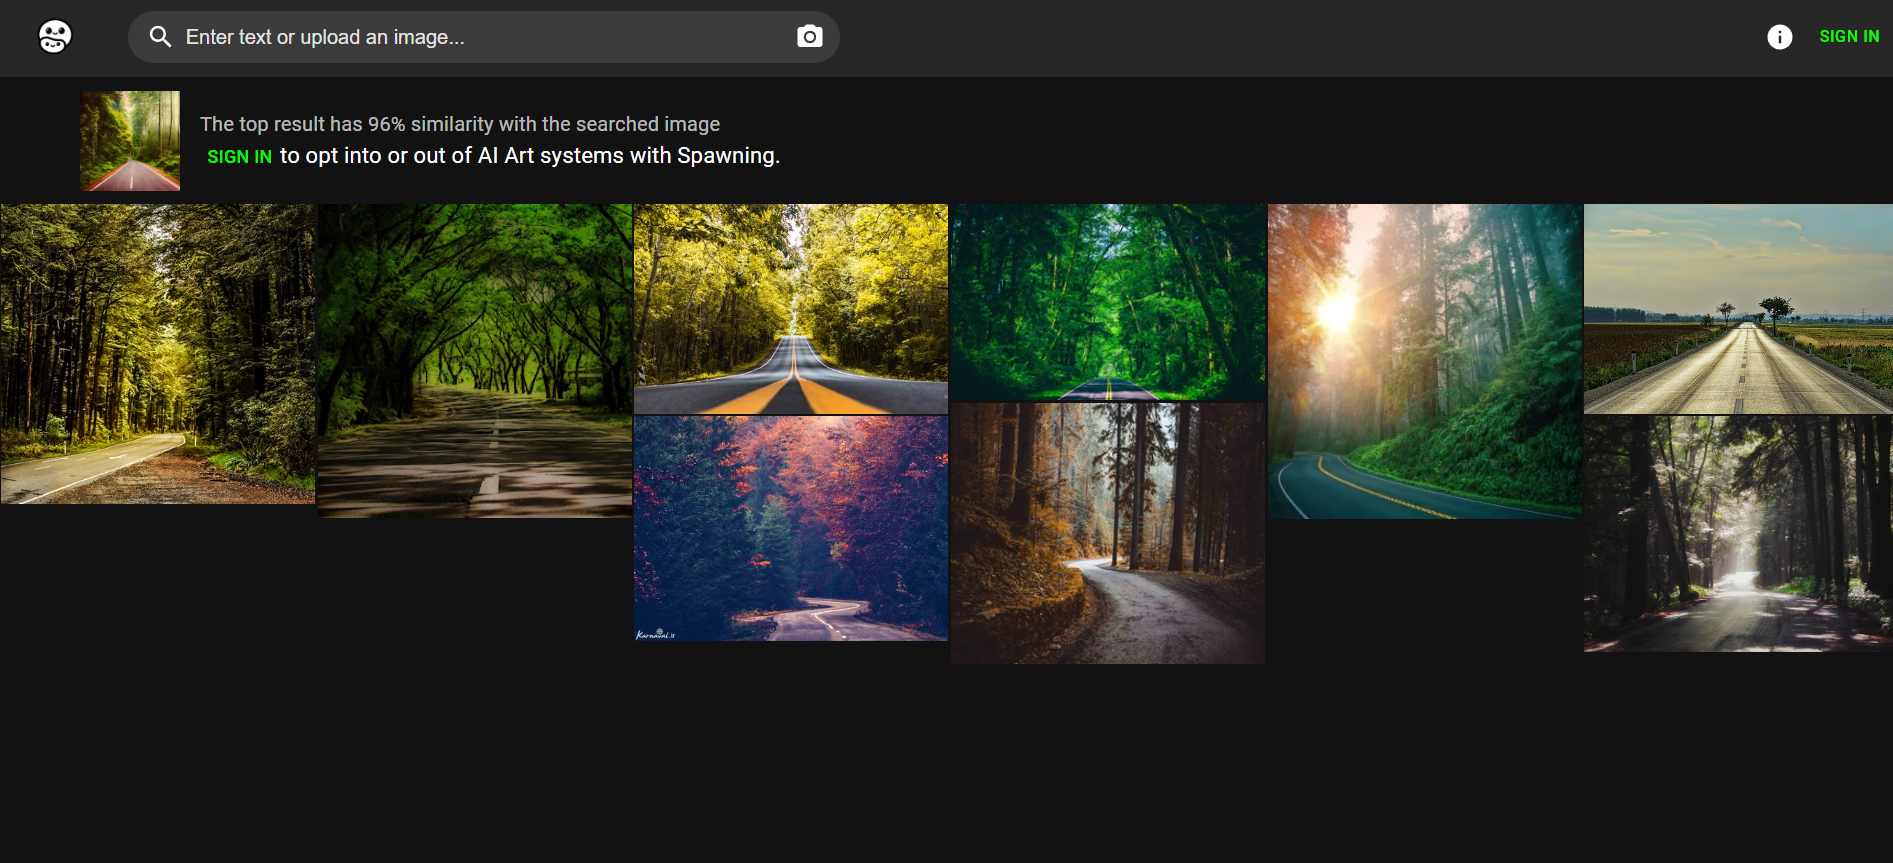 Enter text or upload an image...
SIGN IN
The top result has 96% similarity with the searched image
SIGN IN to opt into or out of AI Art systems with Spawning.
Karnaval.ir